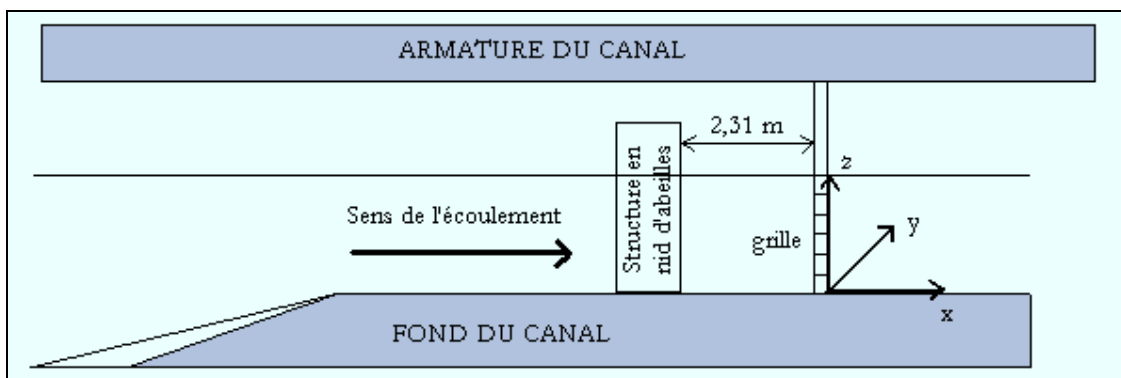 ARMATURE DU CANAL
2,31 m
Structure en
nid d'abeilles
z
Sens de l'écoulement
grille
y
x
FOND DU CANAL